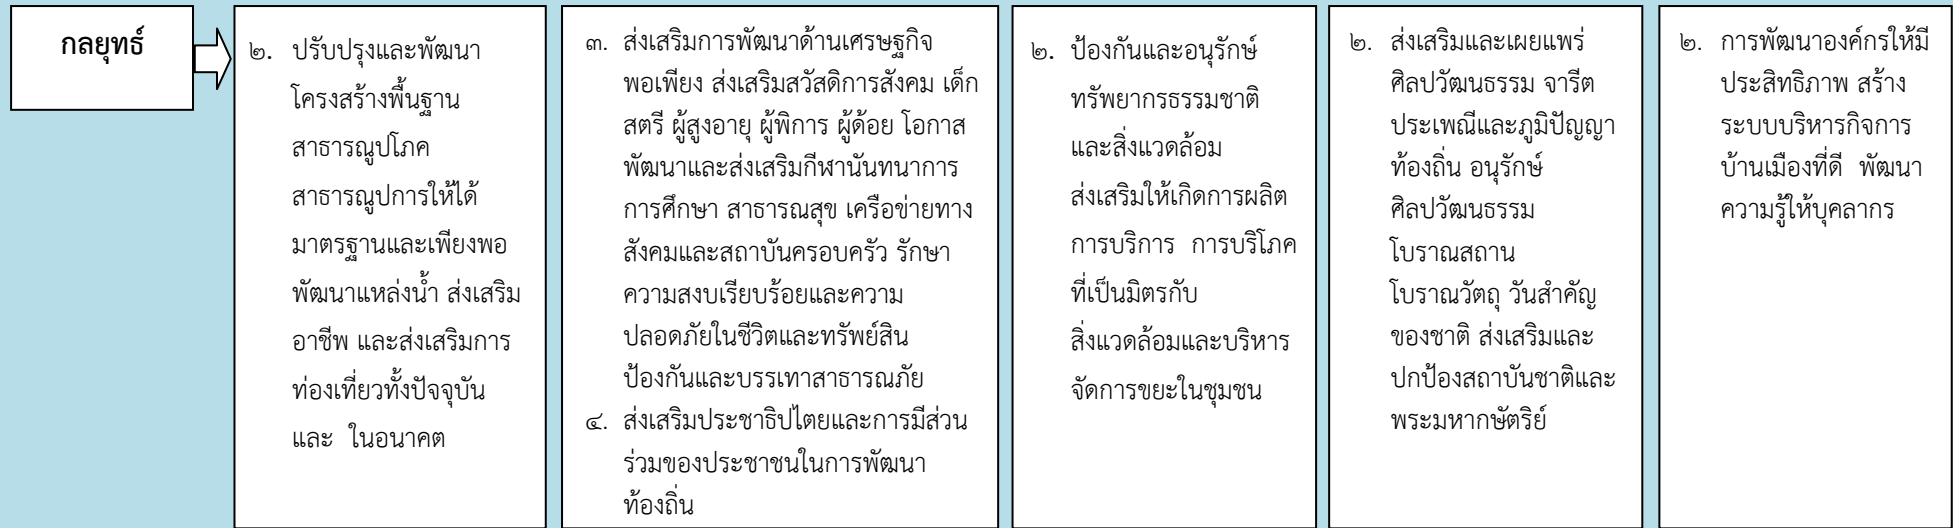 กลยุทธ์
๒. ปรับปรุงและพัฒนา
โครงสร้างพื้นฐาน
สาธารณูปโภค
สาธารณูปการให้ได้
มาตรฐานและเพียงพอ
พัฒนาแหล่งน้ำ ส่งเสริม
อาชีพ และส่งเสริมการ
ท่องเที่ยวทั้งปัจจุบัน
และ ในอนาคต
๓. ส่งเสริมการพัฒนาด้านเศรษฐกิจ
พอเพียง ส่งเสริมสวัสดิการสังคม เด็ก
สตรี ผู้สูงอายุ ผู้พิการ ผู้ด้อย โอกาส
พัฒนาและส่งเสริมกีฬานันทนาการ
การศึกษา สาธารณสุข เครือข่ายทาง
สังคมและสถาบันครอบครัว รักษา
ความสงบเรียบร้อยและความ
ปลอดภัยในชีวิตและทรัพย์สิน
ป้องกันและบรรเทาสาธารณภัย
๔. ส่งเสริมประชาธิปไตยและการมีส่วน
ร่วมของประชาชนในการพัฒนา
ท้องถิ่น
๒. ป้องกันและอนุรักษ์
ทรัพยากรธรรมชาติ
และสิ่งแวดล้อม
ส่งเสริมให้เกิดการผลิต
การบริการ การบริโภค
ที่เป็นมิตรกับ
สิ่งแวดล้อมและบริหาร
จัดการขยะในชุมชน
๒. ส่งเสริมและเผยแพร่
ศิลปวัฒนธรรม จารีต
ประเพณีและภูมิปัญญา
ท้องถิ่น อนุรักษ์
ศิลปวัฒนธรรม
โบราณสถาน
โบราณวัตถุ วันสำคัญ
ของชาติ ส่งเสริมและ
ปกป้องสถาบันชาติและ
พระมหากษัตริย์
๒. การพัฒนาองค์กรให้มี
ประสิทธิภาพ สร้าง
ระบบบริหารกิจการ
บ้านเมืองที่ดี พัฒนา
ความรู้ให้บุคลากร